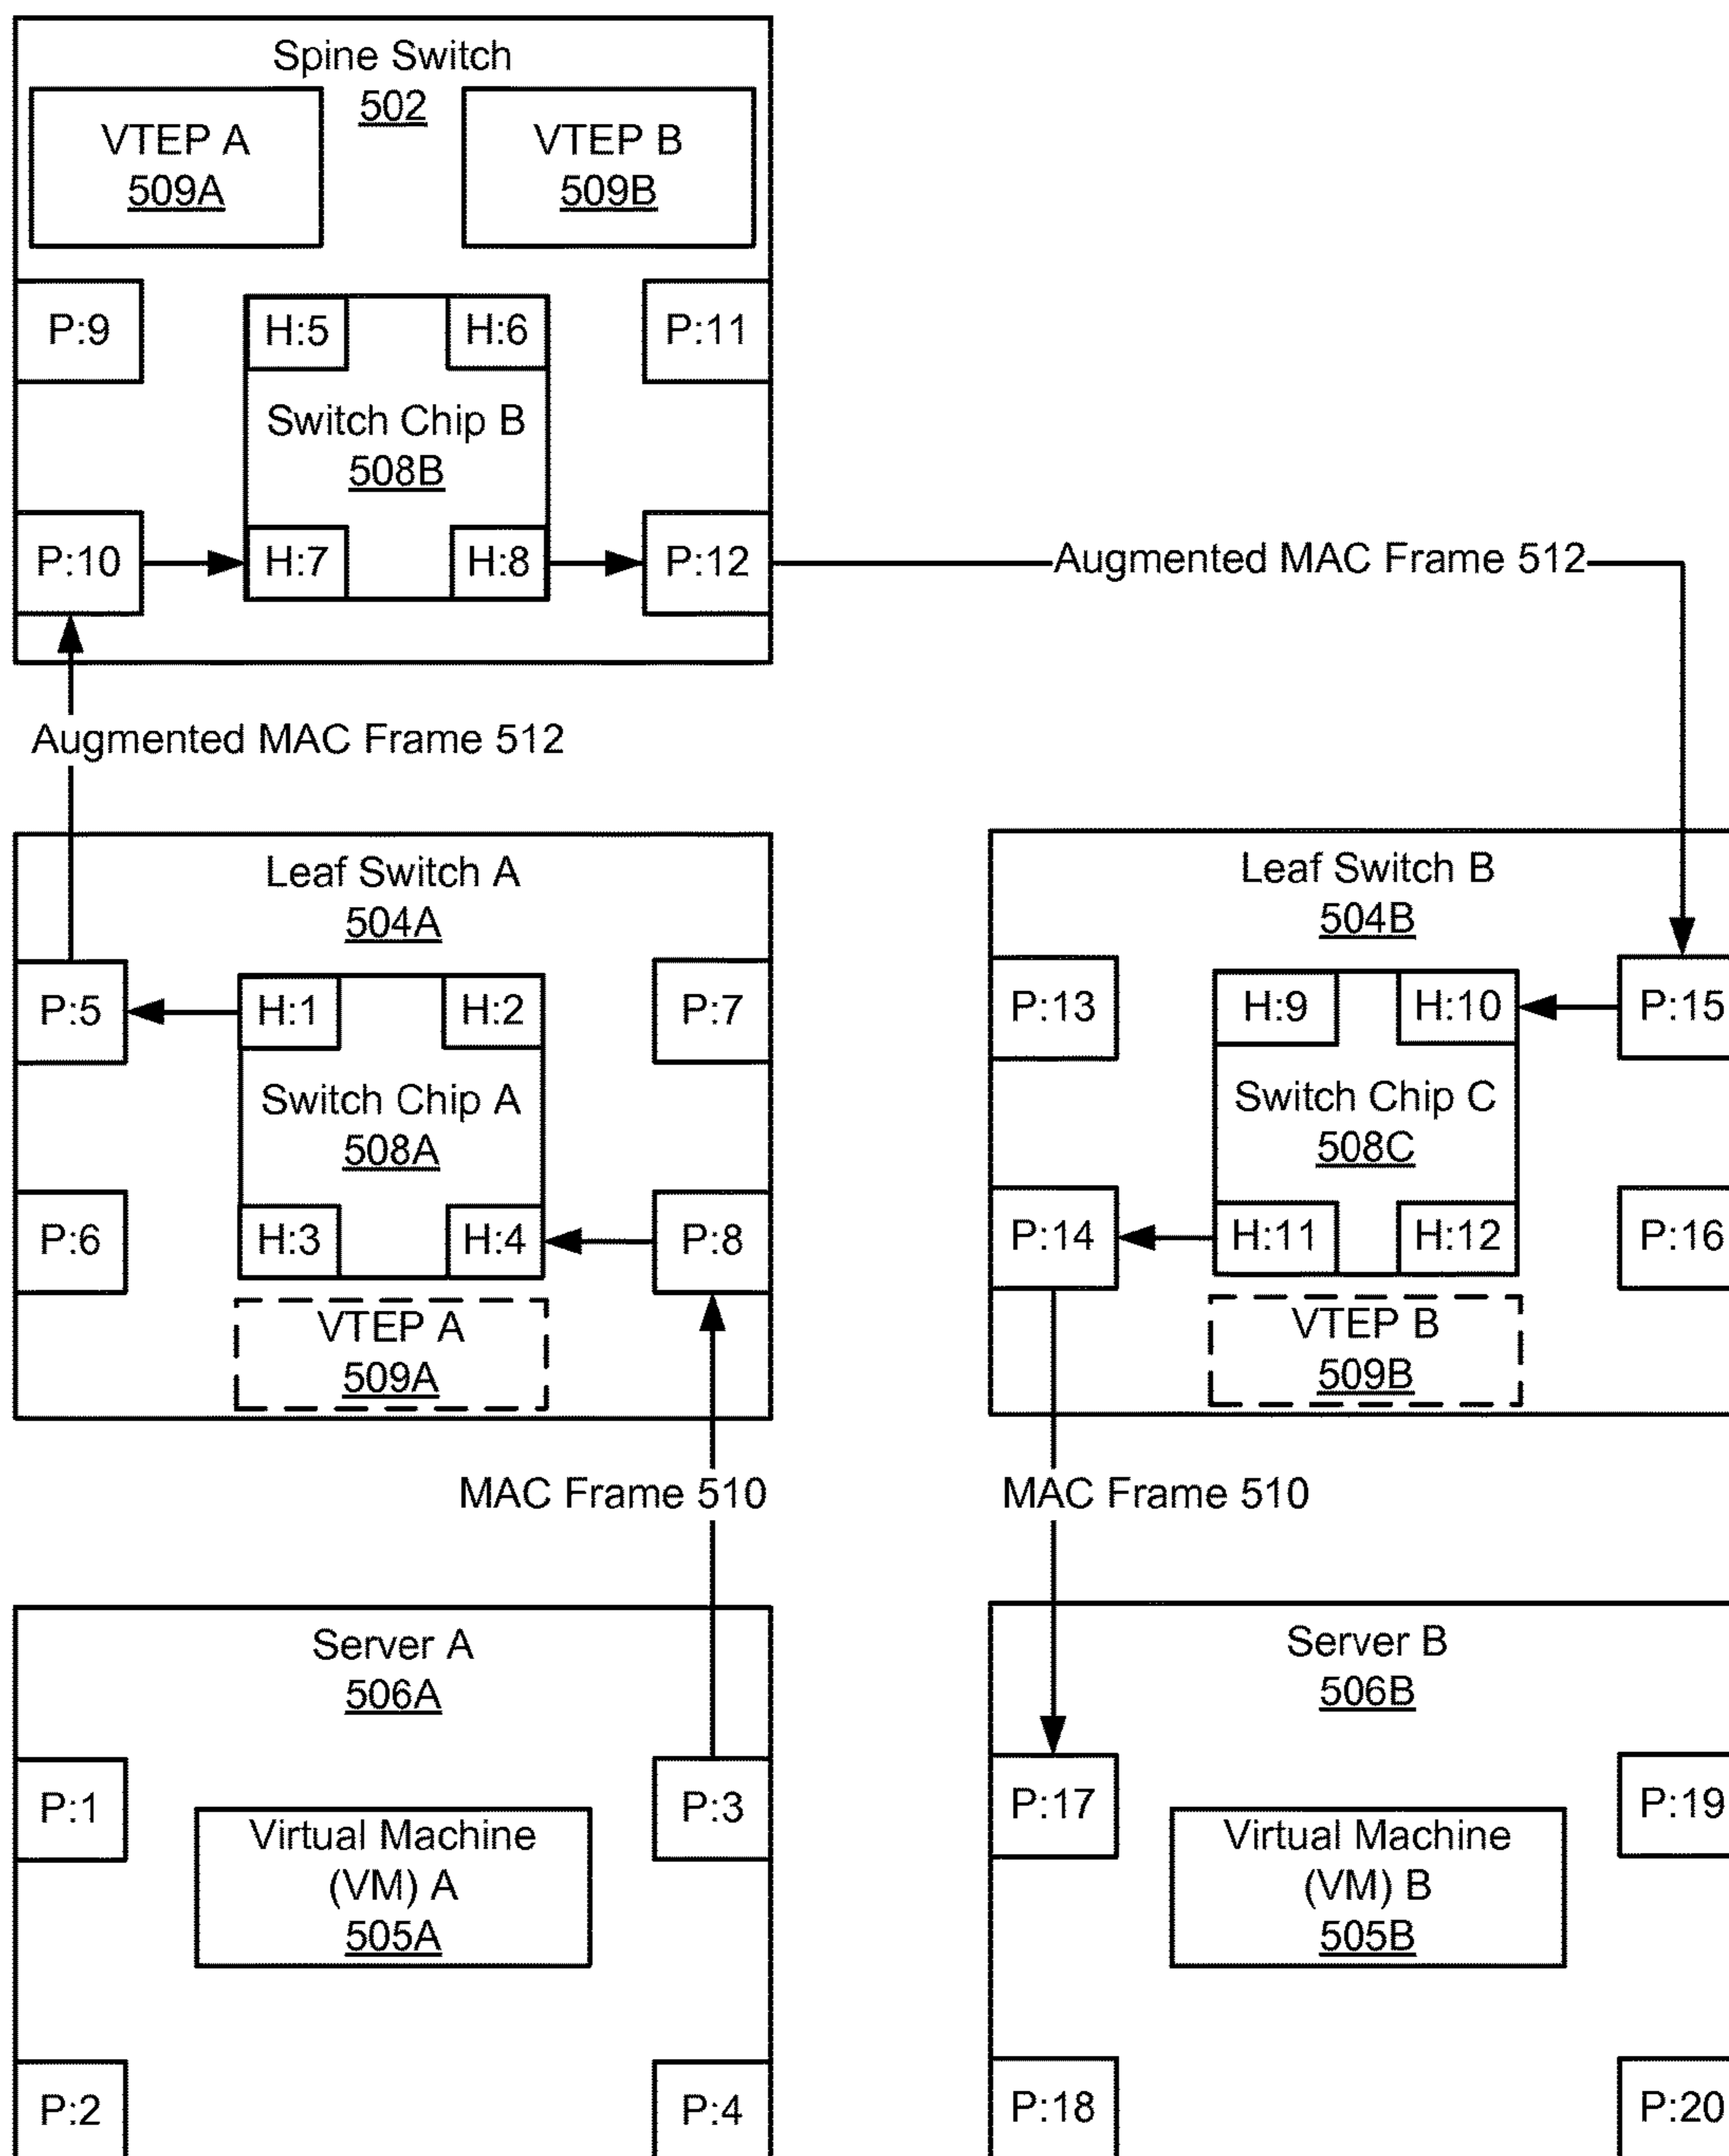 Spine Switch
502
VTEP A
509A
VTEP B
509B
P:9
H:5
H:6
P:11
Switch Chip B
508B
P:10
H:7
H:8
P:12
Augmented MAC Frame 512
Augmented MAC Frame 512
Leaf Switch A
504A
P:5
H:1
H:2
P:7
Switch Chip A
508A
P:6
H:3
H:4
P:8
VTEP A
509A
Leaf Switch B
504B
P:13
H:9
H:10
P:15
Switch Chip C
508C
P:14
H:11
H:12
P:16
VTEP B
509B
MAC Frame 510
MAC Frame 510
Server A
506A
P:1
P:3
Virtual Machine
(VM) A
505A
P:2
P:4
Server B
506B
P:17
P:19
Virtual Machine
(VM) B
505B
P:18
P:20